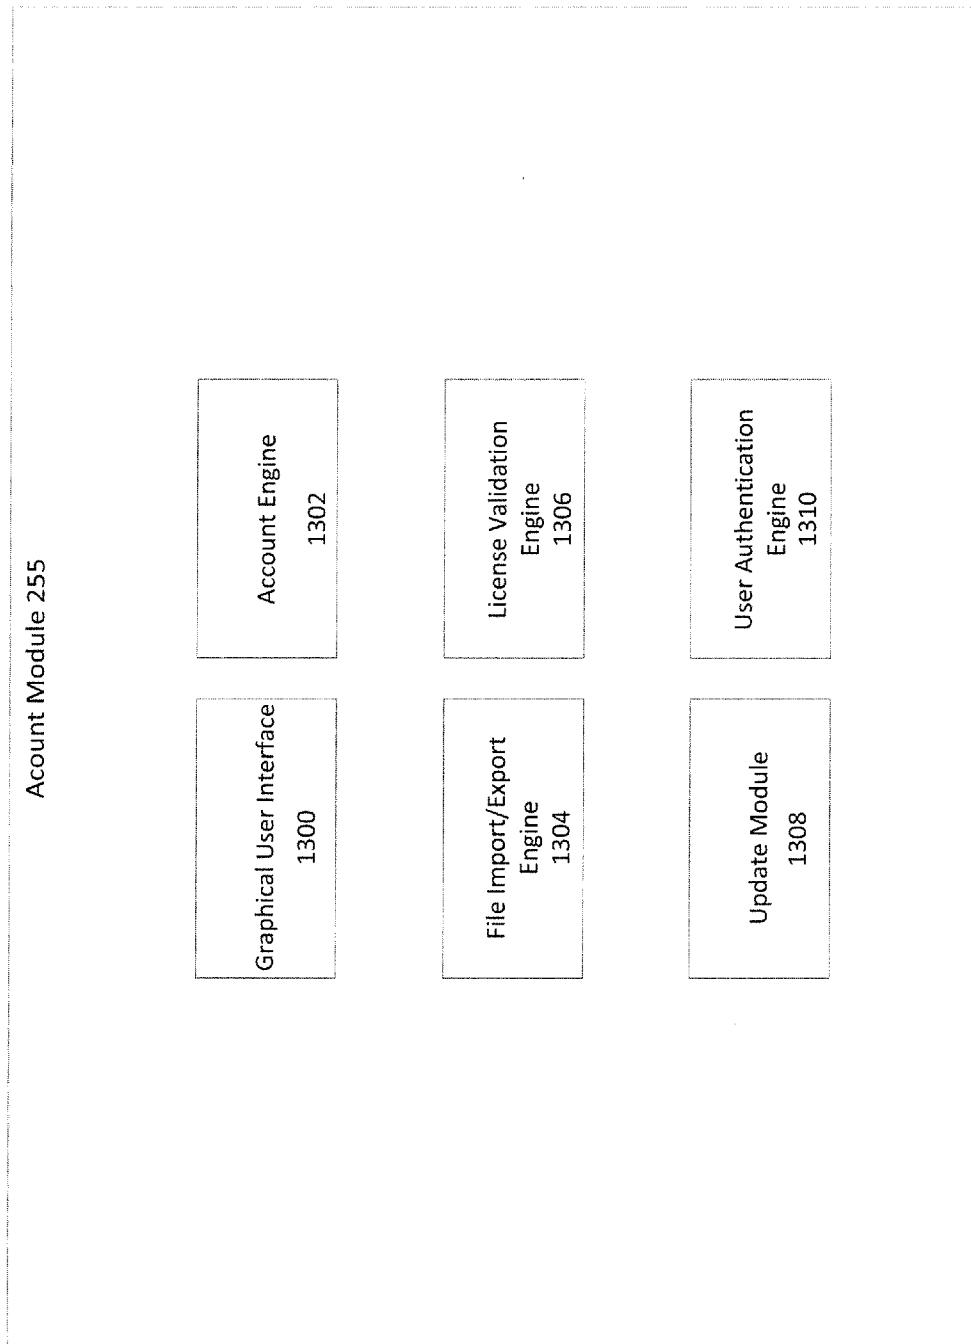 Acount Module 255
Graphical User Interface
1300
Account Engine
1302
File Import/Export
Engine
1304
License Validation
Engine
1306
Update Module
1308
User Authentication
Engine
1310